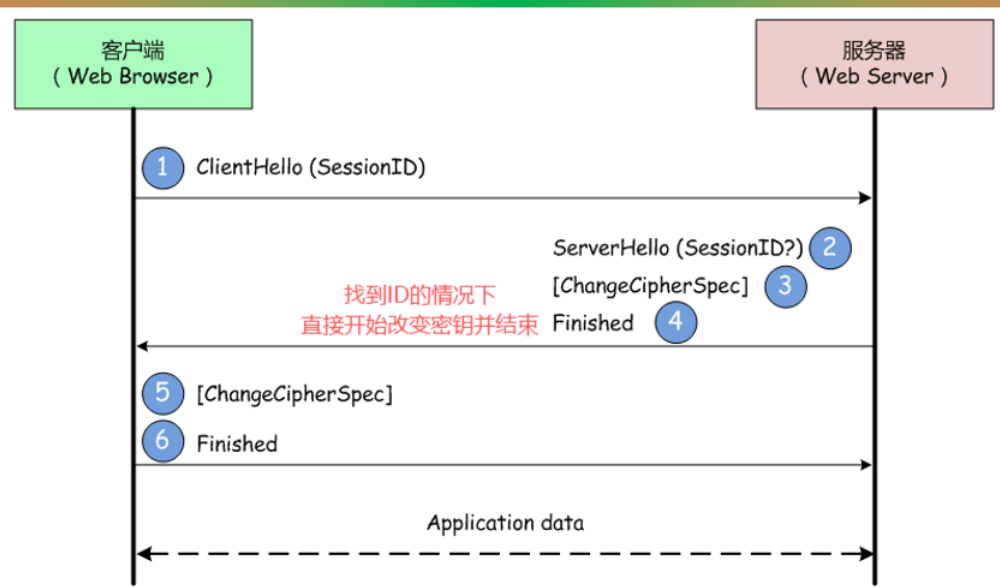 客户端
( Web Browser )
服务器
( Web Server )
1 ClientHello (SessionID)
ServerHello (SessionID?) 2
[ChangeCipherSpec] 3
找到ID的情况下
直接开始改变密钥并结束
Finished 4
5 [ChangeCipherSpec]
6 Finished
Application data